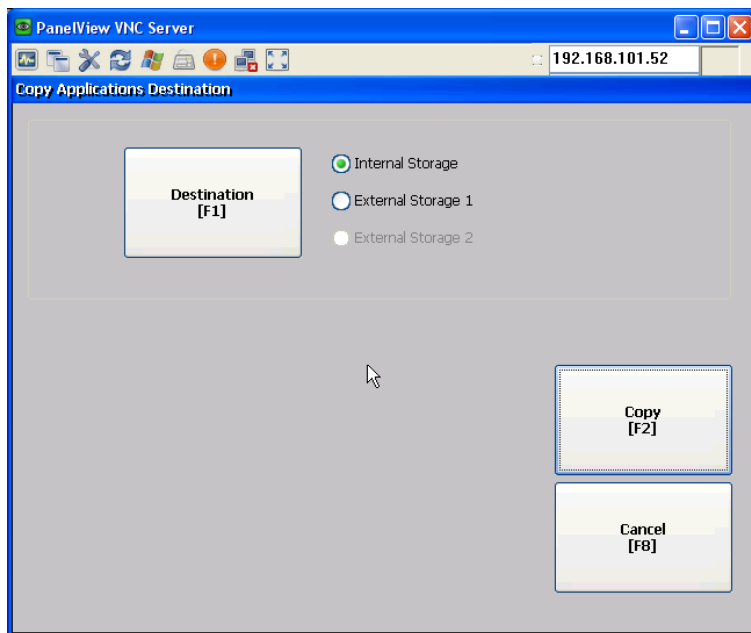 PanelView VNC Server
192.168.101.52
Copy Applications Destination
Destination
[F1]
Internal Storage
External Storage 1
External Storage 2
Copy
[F2]
Cancel
[F8]